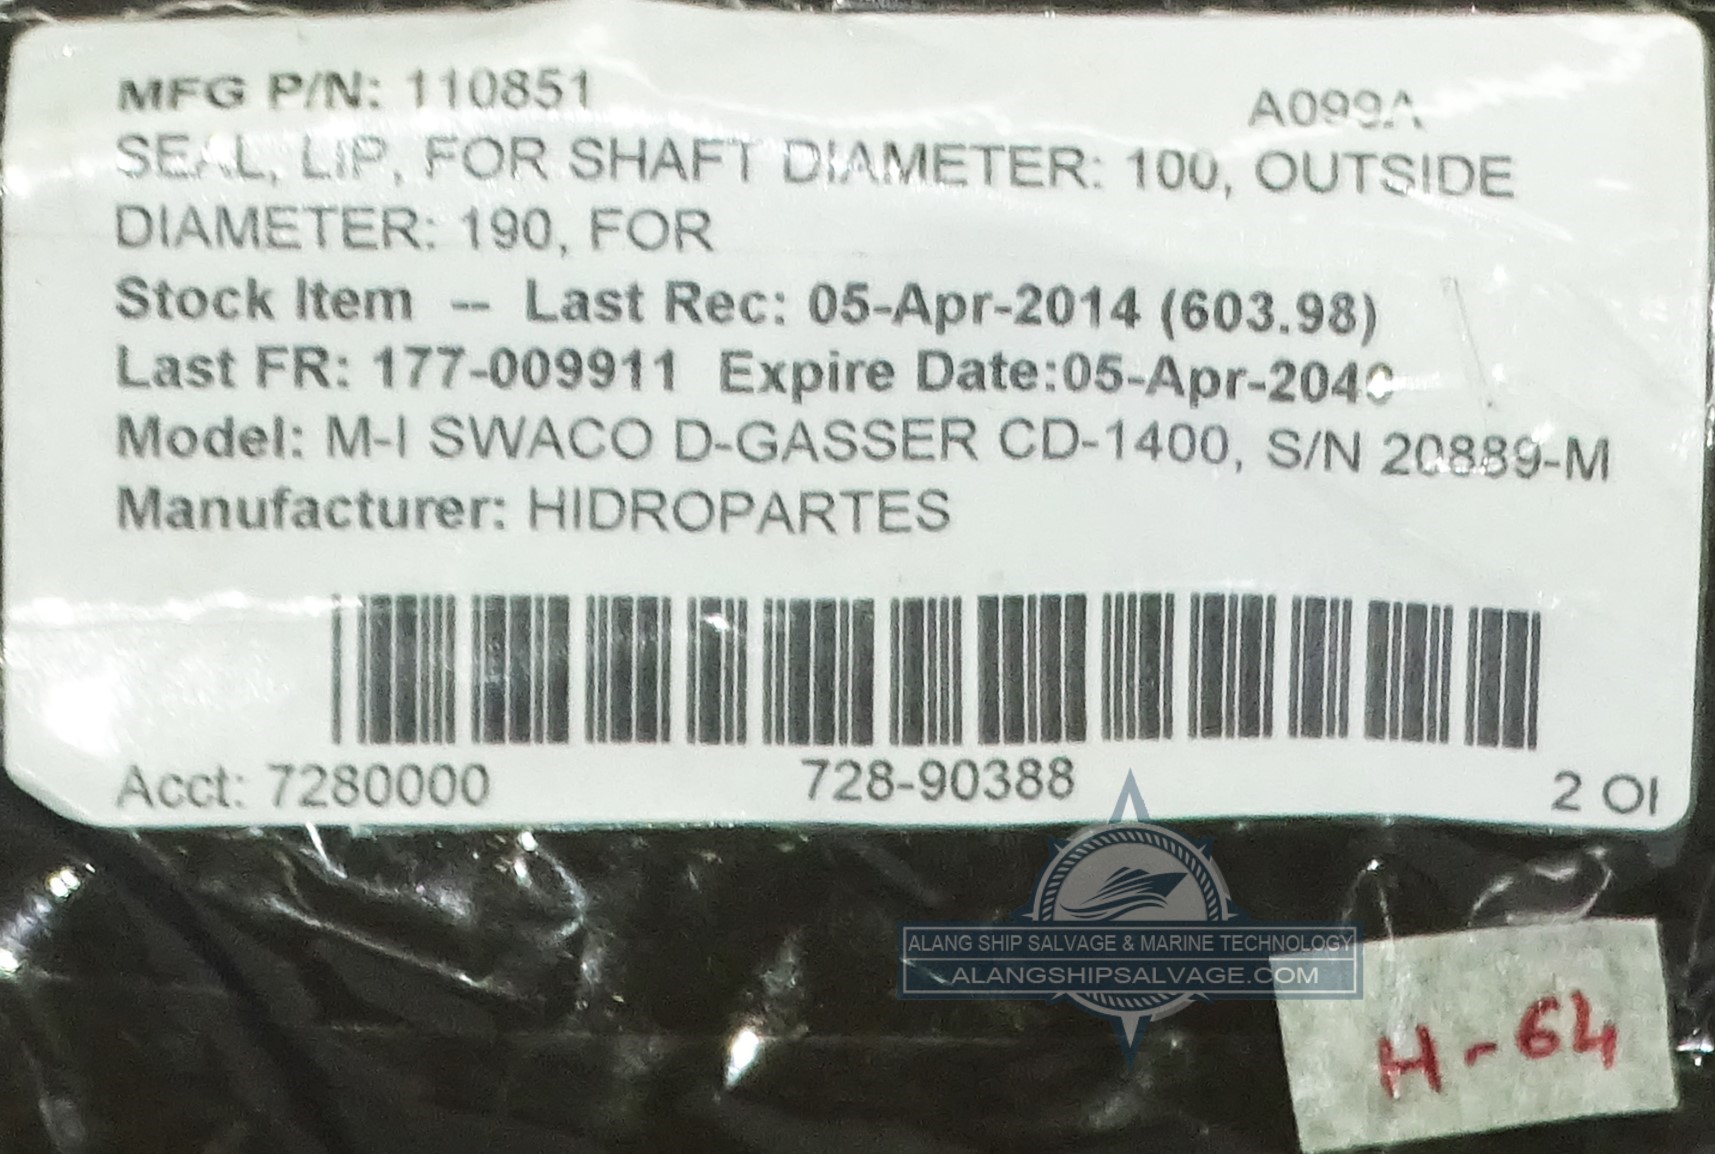 MFG P/N: 110851
A099A
SEAL, LIP, FOR SHAFT DIAMETER: 100, OUTSIDE
DIAMETER: 190, FOR
Stock Item -- Last Rec: 05-Apr-2014 (603.98)
Last FR: 177-009911 Expire Date:05-Apr-2040
Model: M-I SWACO D-GASSER CD-1400, S/N 20889-M
Manufacturer: HIDROPARTES
Acct: 7280000
728-90388
2 OI
ALANG SHIP SALVAGE & MARINE TECHNOLOGY
ALANGSHIPSALVAGE.COM
H-64